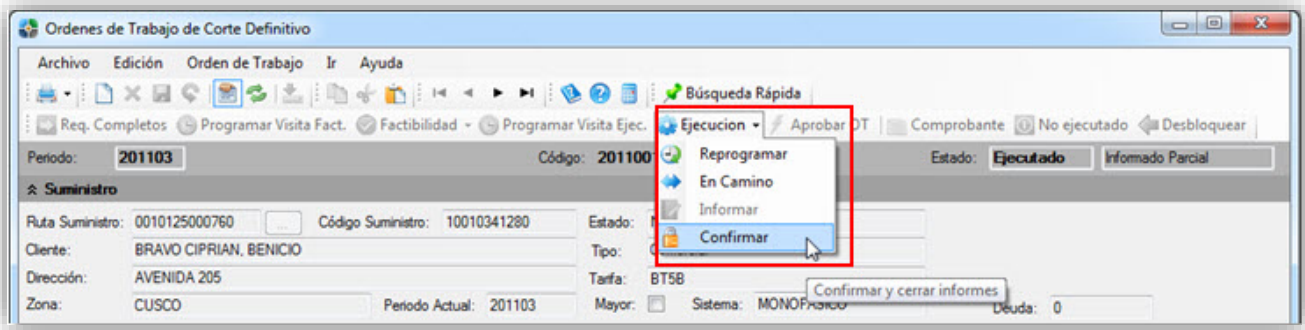 Ordenes de Trabajo de Corte Definitivo
Archivo Edición Orden de Trabajo Ir Ayuda
Búsqueda Rápida
Req. Completos Programar Visita Fact. Factibilidad Programar Visita Ejec. Ejecucion Aprobar OT Comprobante No ejecutado Desbloquear
Periodo: 201103 Código: 201100 Estado: Ejecutado Informado Parcial
Reprogramar
En Camino
Informar
Confirmar
Suministro
Ruta Suministro: 0010125000760 ... Código Suministro: 10010341280 Estado:
Cliente: BRAVO CIPRIAN, BENICIO Tipo:
Dirección: AVENIDA 205 Tarifa: BT5B
Confirmar y cerrar informes
Zona: CUSCO Periodo Actual: 201103 Mayor: Sistema: MONOFASICO Deuda: 0